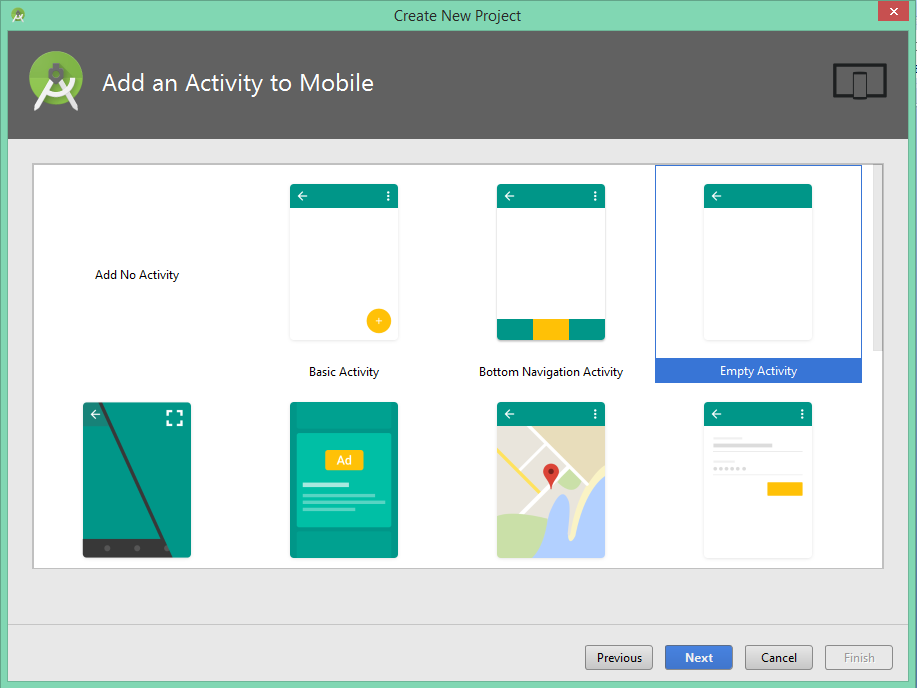 Create New Project
Add an Activity to Mobile
Add No Activity
Basic Activity
Bottom Navigation Activity
Empty Activity
Ad
Previous
Next
Cancel
Finish